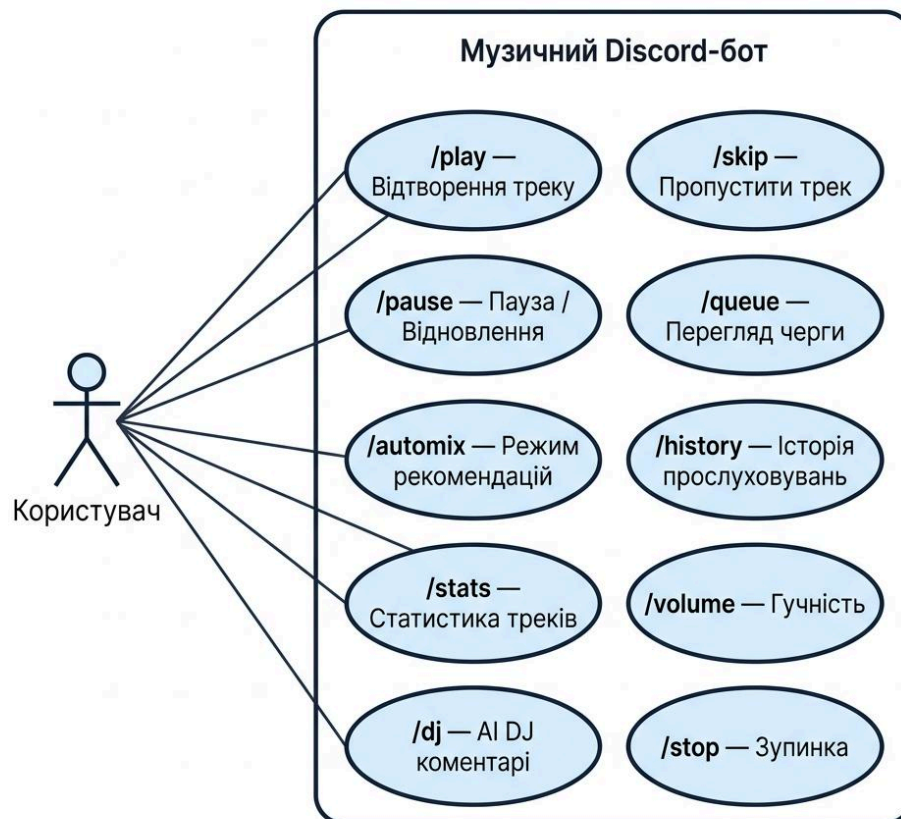 Музичний Discord-бот
/play —
Відтворення треку
/skip —
Пропустити трек
/pause — Пауза /
Відновлення
/queue —
Перегляд черги
/automix — Режим
рекомендацій
/history — Історія
прослуховувань
Користувач
/stats —
Статистика треків
/volume — Гучність
/dj — AI DJ
коментарі
/stop — Зупинка